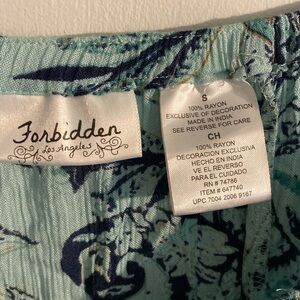 Forbidden
Los Angeles
S
100% RAYON
EXCLUSIVE OF DECORATION
MADE IN INDIA
SEE REVERSE FOR CARE
CH
100% RAYON
DECORACION EXCLUSIVA
HECHO EN INDIA
VE EL REVERSO
PARA EL CUIDADO
RN # 74786
ITEM # 647740
UPC 7004 2006 9167